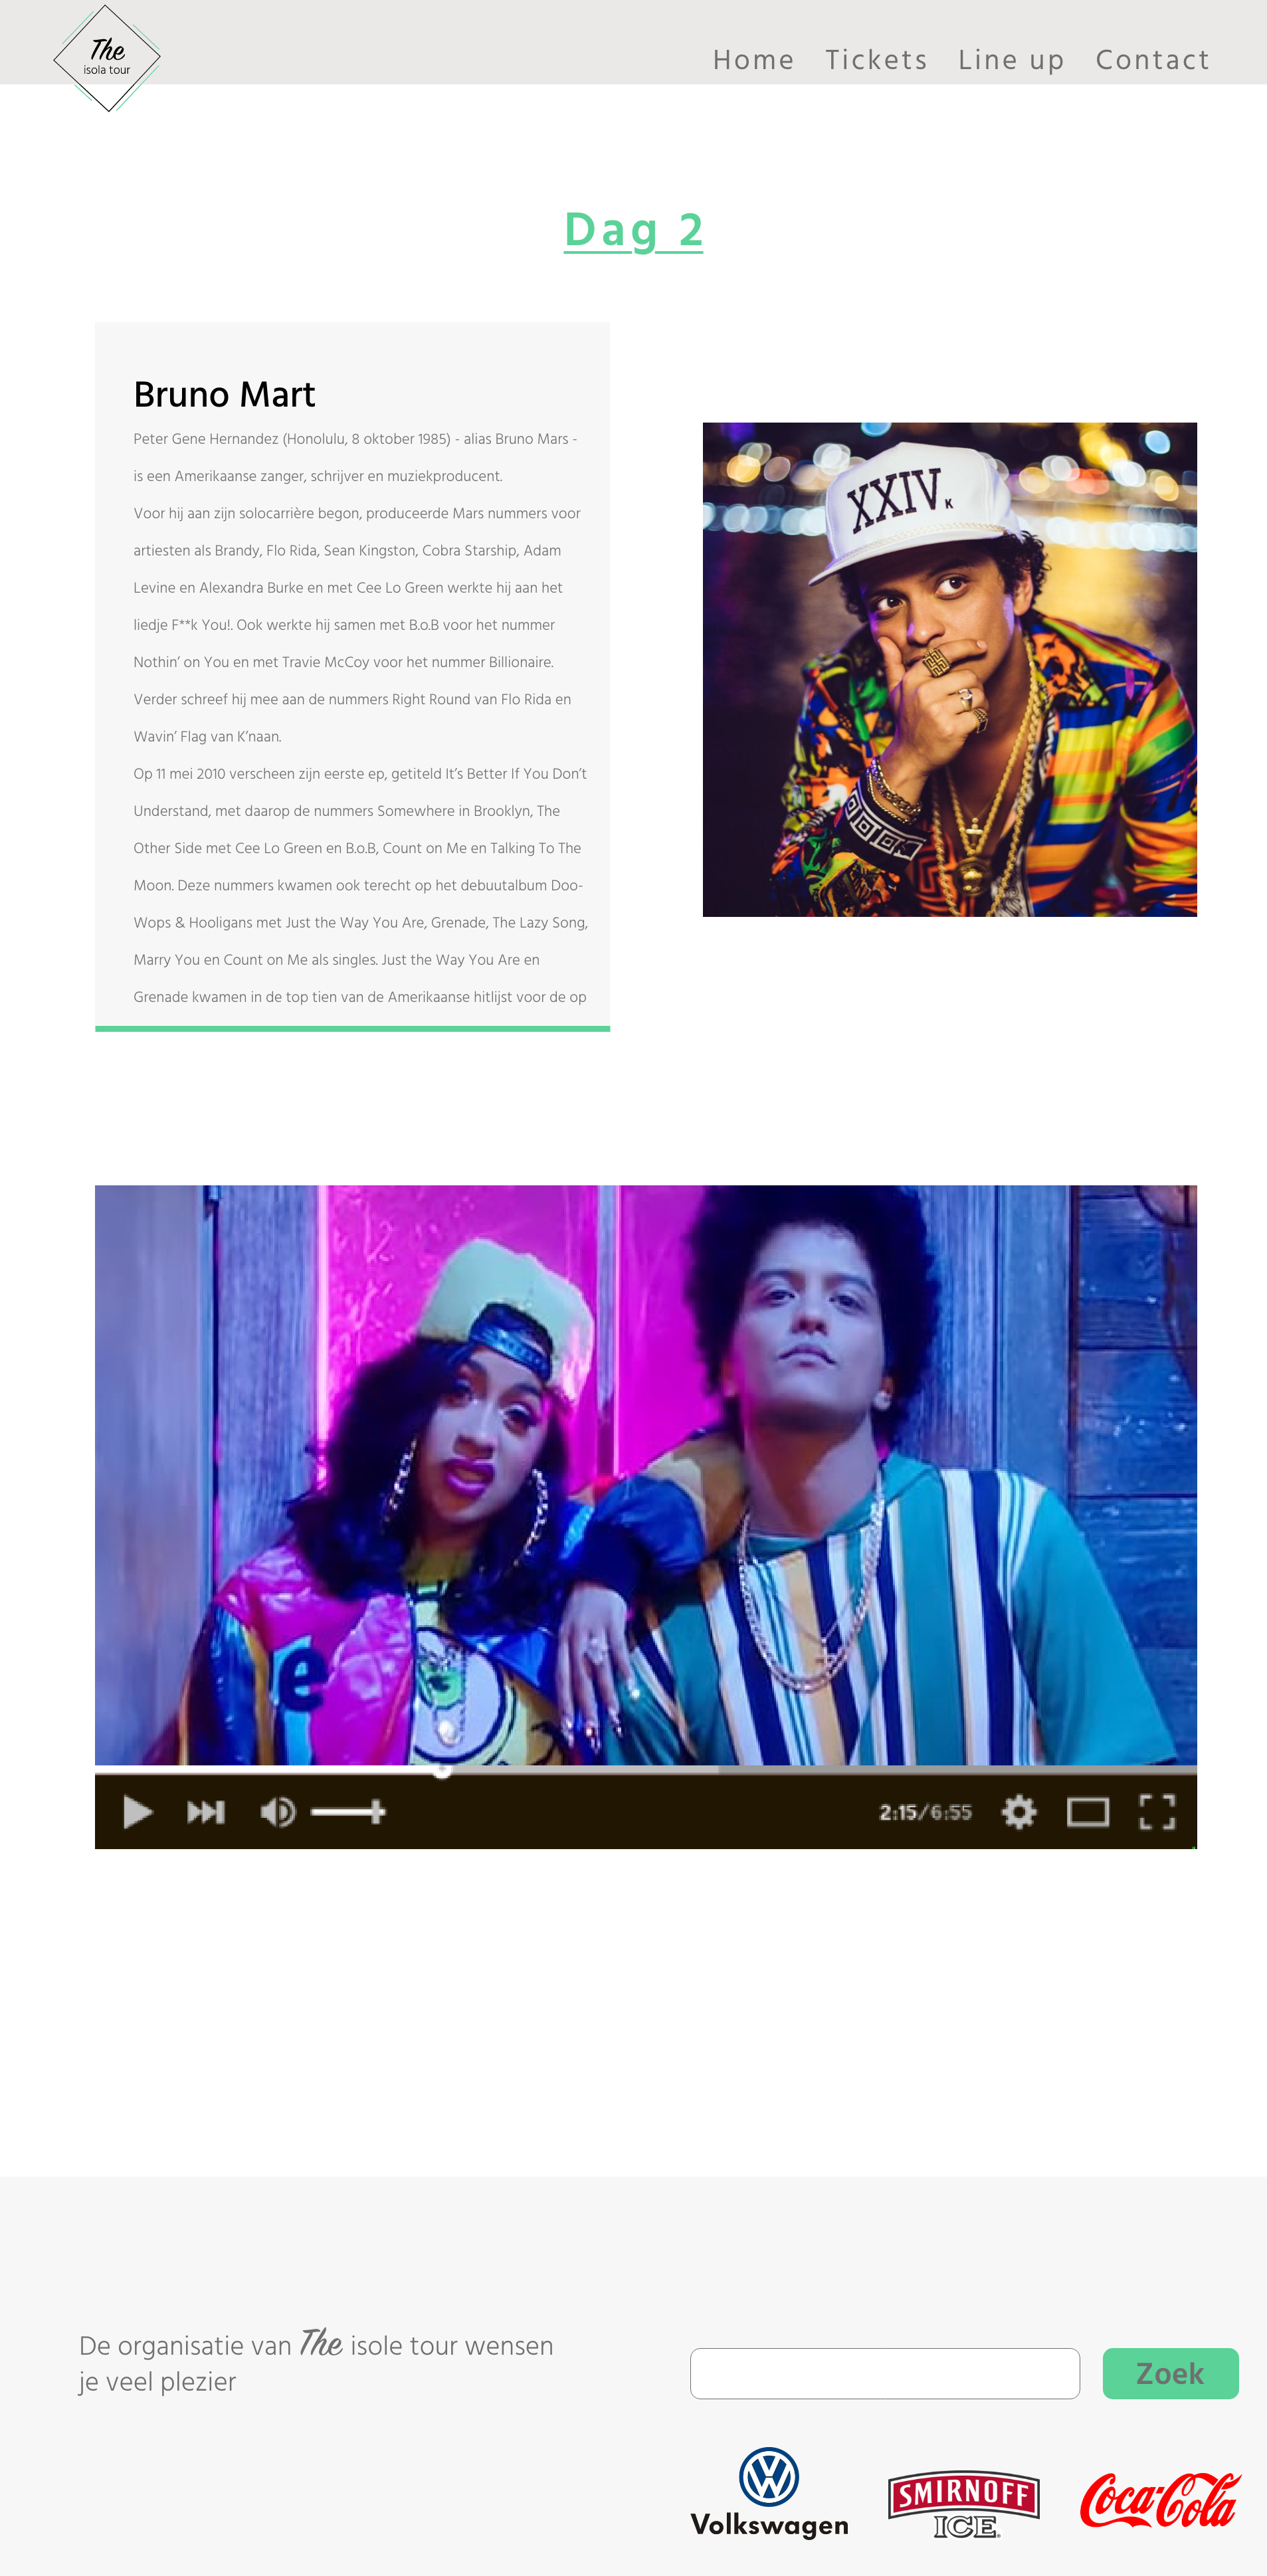 The
isola tour
Home Tickets Line up Contact
Dag 2
Bruno Mart
Peter Gene Hernandez (Honolulu, 8 oktober 1985) - alias Bruno Mars -
is een Amerikaanse zanger, schrijver en muziekproducent.
Voor hij aan zijn solocarrière begon, produceerde Mars nummers voor
artiesten als Brandy, Flo Rida, Sean Kingston, Cobra Starship, Adam
Levine en Alexandra Burke en met Cee Lo Green werkte hij aan het
liedje F**k You!. Ook werkte hij samen met B.o.B voor het nummer
Nothin’ on You en met Travie McCoy voor het nummer Billionaire.
Verder schreef hij mee aan de nummers Right Round van Flo Rida en
Wavin’ Flag van K’naan.
Op 11 mei 2010 verscheen zijn eerste ep, getiteld It’s Better If You Don’t
Understand, met daarop de nummers Somewhere in Brooklyn, The
Other Side met Cee Lo Green en B.o.B, Count on Me en Talking To The
Moon. Deze nummers kwamen ook terecht op het debuutalbum Doo-
Wops & Hooligans met Just the Way You Are, Grenade, The Lazy Song,
Marry You en Count on Me als singles. Just the Way You Are en
Grenade kwamen in de top tien van de Amerikaanse hitlijst voor de op
XXIV K
2:15/6:55
De organisatie van The isole tour wensen
je veel plezier
Zoek
Volkswagen
SMIRNOFF
ICE
Coca-Cola